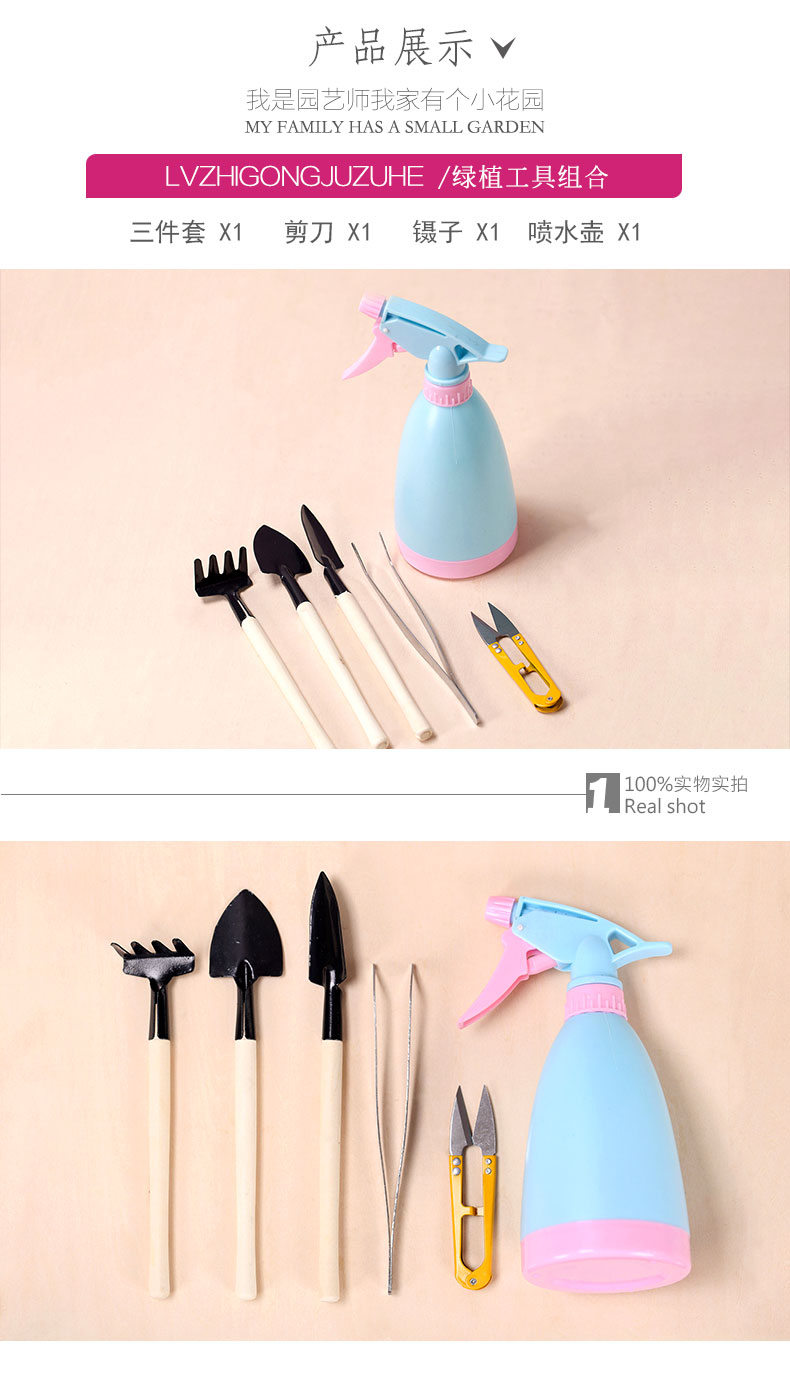 产品展示
我是园艺师我家有个小花园
MY FAMILY HAS A SMALL GARDEN
LVZHIGONGJUZUHE /绿植工具组合
三件套 X1 剪刀 X1 镊子 X1 喷水壶 X1
1 100%实物实拍
Real shot